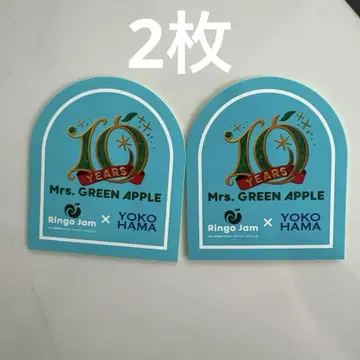 2枚
10
YEARS
Mrs. GREEN APPLE
Ringo Jam × YOKO HAMA
10
YEARS
Mrs. GREEN APPLE
Ringo Jam × YOKO HAMA